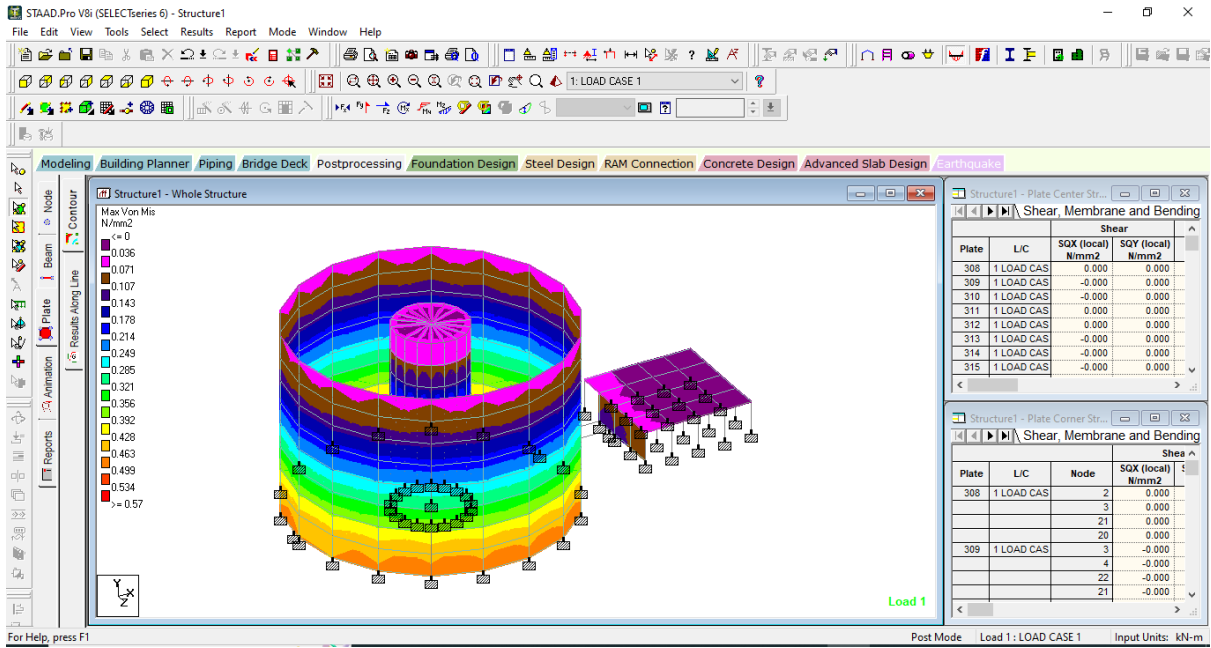 STAAD.Pro V8i (SELECTseries 6) - Structure1
File Edit View Tools Select Results Report Mode Window Help
1: LOAD CASE 1
Modeling Building Planner Piping Bridge Deck Postprocessing Foundation Design Steel Design RAM Connection Concrete Design Advanced Slab Design Earthquake
Node
Beam
Plate
Animation
Reports
Contour
Results Along Line
Structure1 - Whole Structure
Max Von Mis
N/mm2
<= 0
0.036
0.071
0.107
0.143
0.178
0.214
0.249
0.285
0.321
0.356
0.392
0.428
0.463
0.499
0.534
>= 0.57
Y
X
Z
Load 1
Structure1 - Plate Center Str...
Shear, Membrane and Bending
Shear
Plate L/C SQX (local) N/mm2 SQY (local) N/mm2
308 1 LOAD CAS 0.000 0.000
309 1 LOAD CAS -0.000 0.000
310 1 LOAD CAS -0.000 0.000
311 1 LOAD CAS 0.000 0.000
312 1 LOAD CAS 0.000 0.000
313 1 LOAD CAS -0.000 0.000
314 1 LOAD CAS -0.000 0.000
315 1 LOAD CAS -0.000 0.000
Structure1 - Plate Corner Str...
Shear, Membrane and Bending
Shea
Plate L/C Node SQX (local) N/mm2
308 1 LOAD CAS 2 0.000
3 0.000
21 0.000
20 0.000
309 1 LOAD CAS 3 -0.000
4 -0.000
22 -0.000
21 -0.000
For Help, press F1
Post Mode Load 1 : LOAD CASE 1 Input Units: kN-m